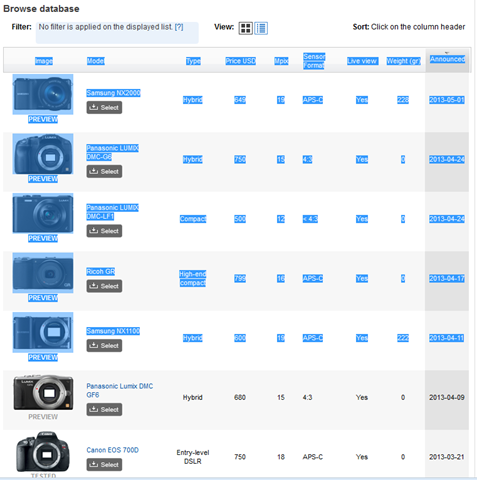 Browse database
Filter: No filter is applied on the displayed list. [?] View: Sort: Click on the column header
Image Model Type Price USD Mpix Sensor Format Live view Weight (gr) Announced
Samsung NX2000 Hybrid 649 19 APS-C Yes 228 2013-05-01
Select
PREVIEW
Panasonic LUMIX DMC-G6 Hybrid 750 15 4:3 Yes 0 2013-04-24
Select
PREVIEW
Panasonic LUMIX DMC-LF1 Compact 500 12 < 4:3 Yes 0 2013-04-24
Select
PREVIEW
Ricoh GR High-end compact 799 16 APS-C Yes 0 2013-04-17
Select
PREVIEW
Samsung NX1100 Hybrid 600 19 APS-C Yes 222 2013-04-11
Select
PREVIEW
Panasonic Lumix DMC GF6 Hybrid 680 15 4:3 Yes 0 2013-04-09
Select
PREVIEW
Canon EOS 700D Entry-level DSLR 750 18 APS-C Yes 0 2013-03-21
Select
TESTED